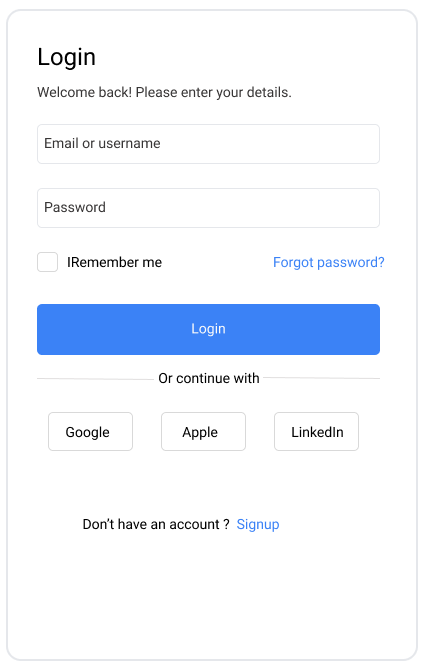 Login
Welcome back! Please enter your details.
Email or username
Password
IRemember me Forgot password?
Login
Or continue with
Google Apple LinkedIn
Don’t have an account ? Signup